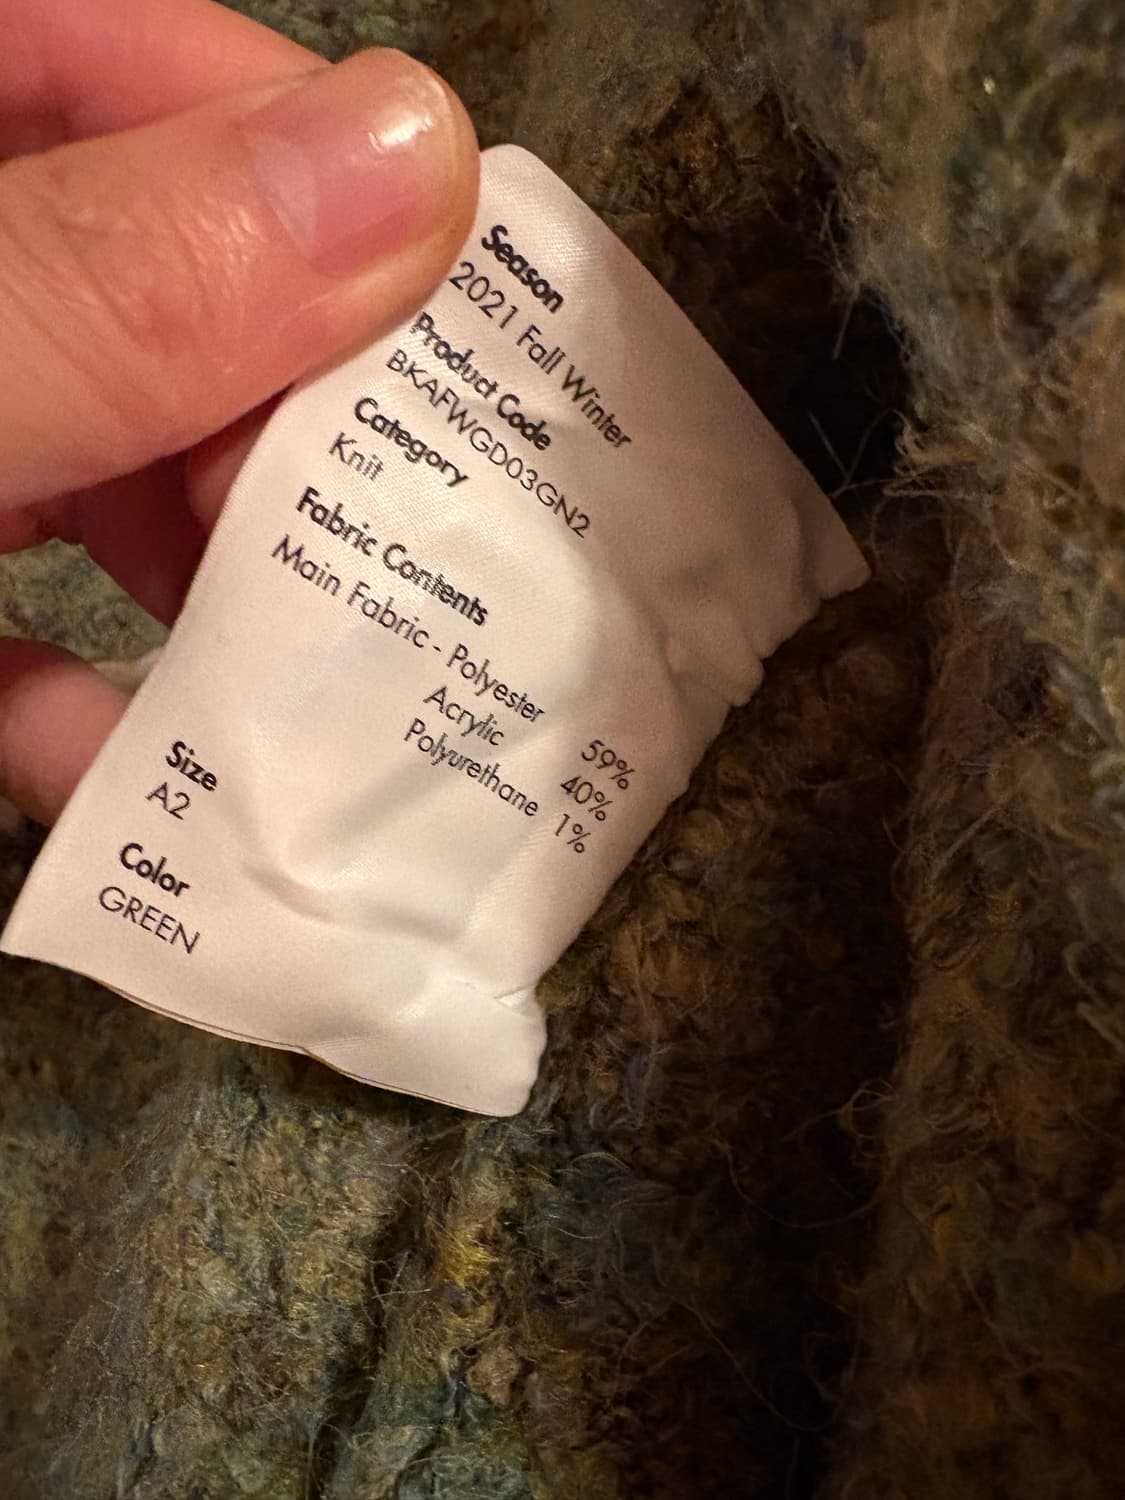 Season
2021 Fall Winter
Product Code
BKAFWGD03GN2
Category
Knit
Fabric Contents
Main Fabric - Polyester 59%
Acrylic 40%
Polyurethane 1%
Size
A2
Color
GREEN